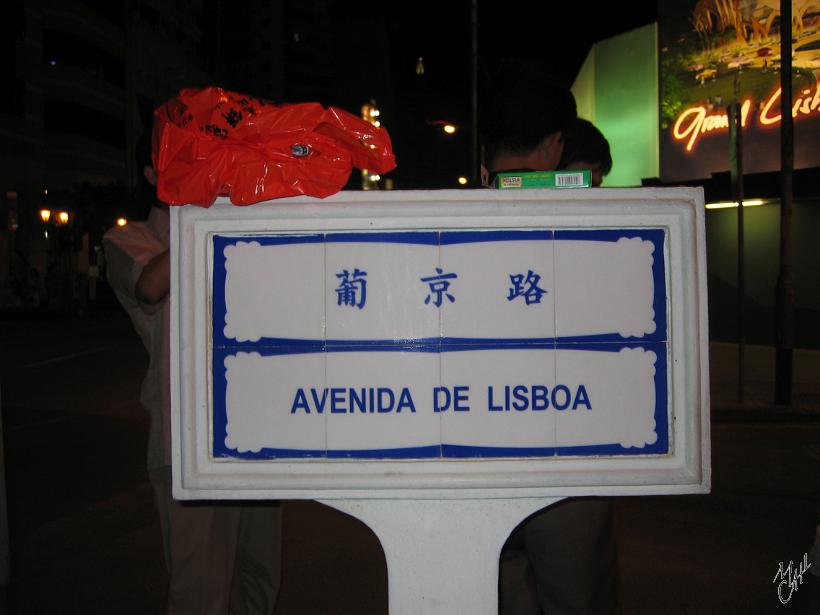 Grand Lisb
葡京路
AVENIDA DE LISBOA